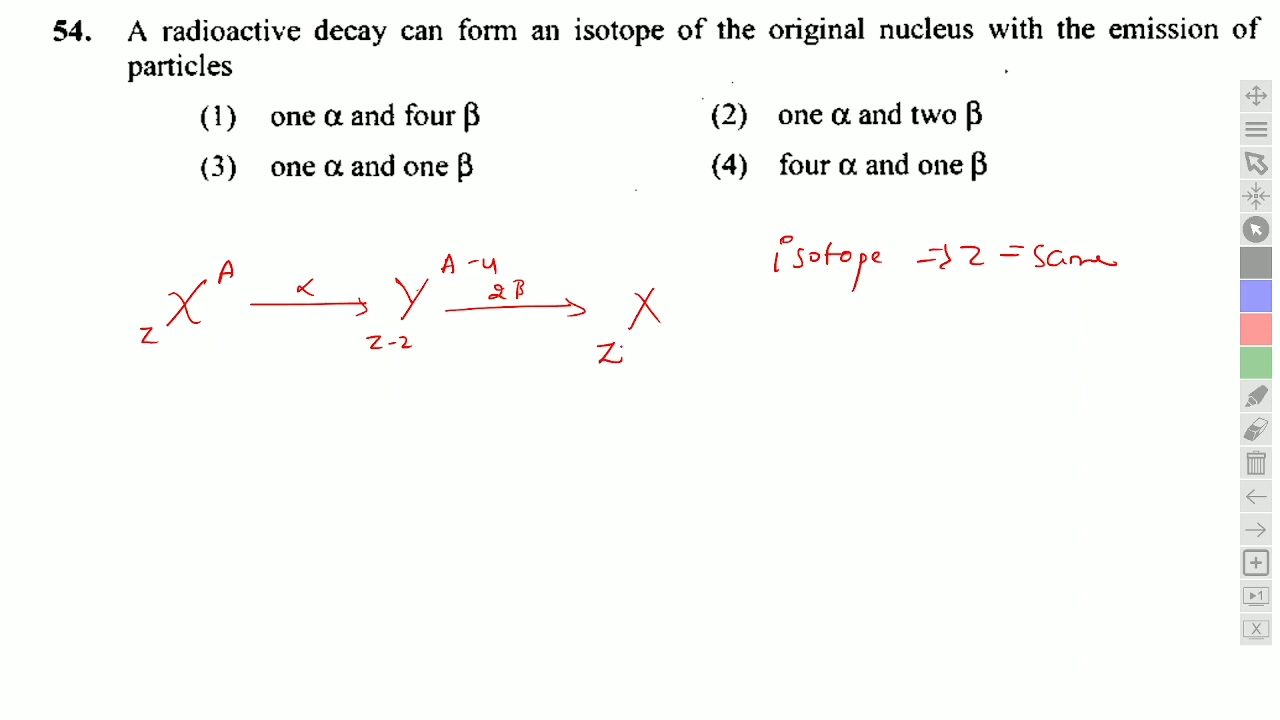 54. A radioactive decay can form an isotope of the original nucleus with the emission of
particles
(1) one α and four β (2) one α and two β
(3) one α and one β (4) four α and one β
isotope → Z = same
Z X A α Z-2 Y A-4 2β Z X